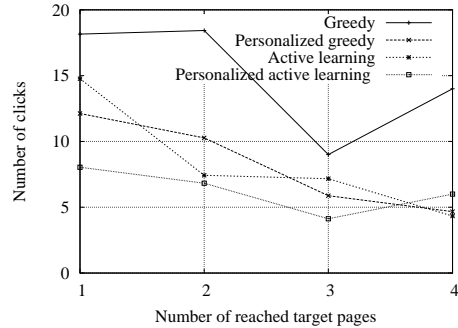 20
15
10
5
0
Number of clicks
Greedy
Personalized greedy
Active learning
Personalized active learning
1 2 3 4
Number of reached target pages